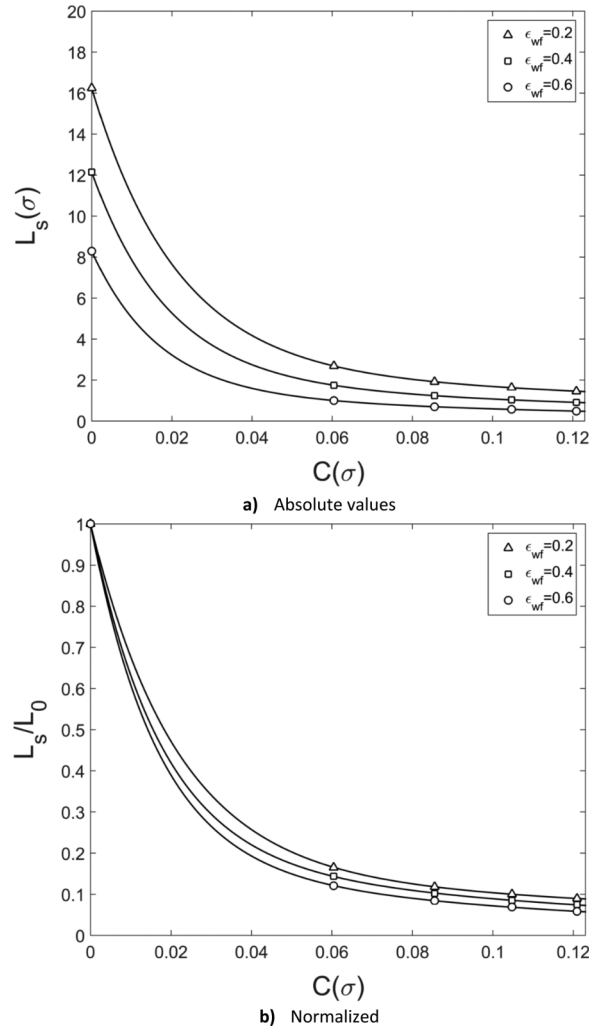 20
18
16
14
12
10
8
6
4
2
0
L_s(σ)
ϵ_wf=0.2
ϵ_wf=0.4
ϵ_wf=0.6
0 0.02 0.04 0.06 0.08 0.1 0.12
C(σ)
a) Absolute values
1
0.9
0.8
0.7
0.6
0.5
0.4
0.3
0.2
0.1
0
L_s/L_0
ϵ_wf=0.2
ϵ_wf=0.4
ϵ_wf=0.6
0 0.02 0.04 0.06 0.08 0.1 0.12
C(σ)
b) Normalized